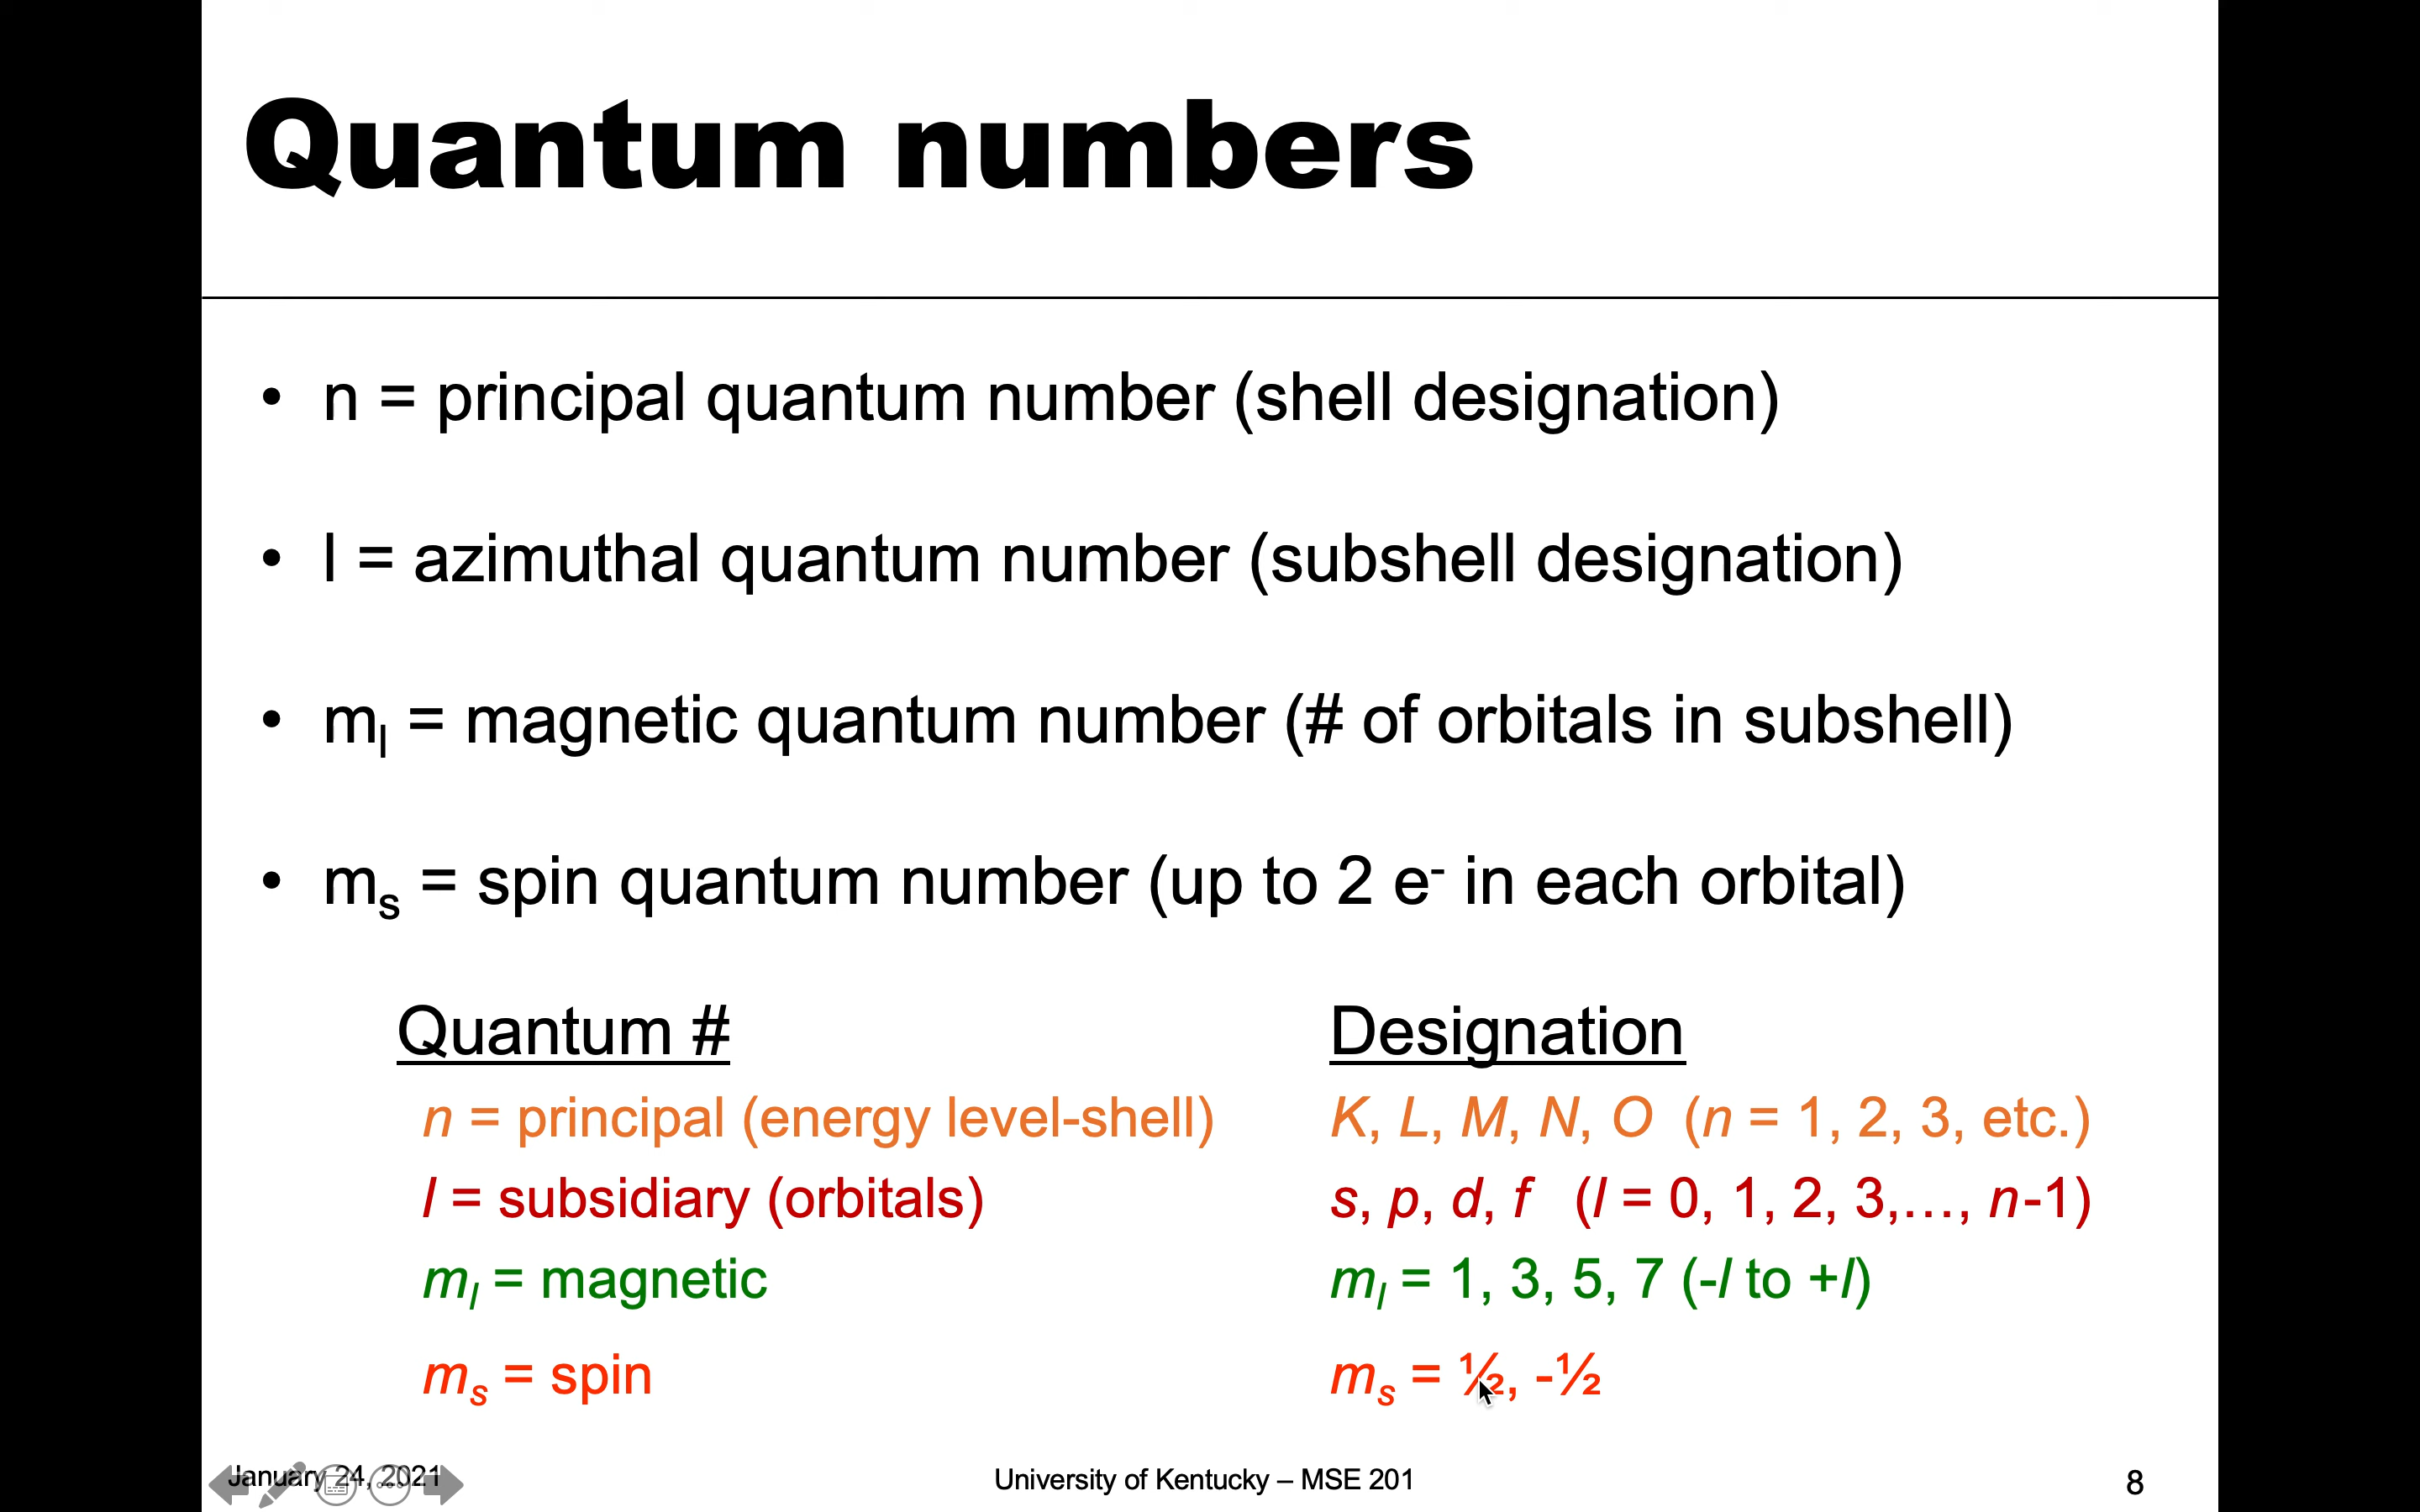 Quantum numbers
• n = principal quantum number (shell designation)
• l = azimuthal quantum number (subshell designation)
• mₗ = magnetic quantum number (# of orbitals in subshell)
• mₛ = spin quantum number (up to 2 e⁻ in each orbital)
Quantum # Designation
n = principal (energy level-shell) K, L, M, N, O (n = 1, 2, 3, etc.)
l = subsidiary (orbitals) s, p, d, f (l = 0, 1, 2, 3,…, n-1)
mₗ = magnetic mₗ = 1, 3, 5, 7 (-l to +l)
mₛ = spin mₛ = ½, -½
January 24, 2021 University of Kentucky – MSE 201 8